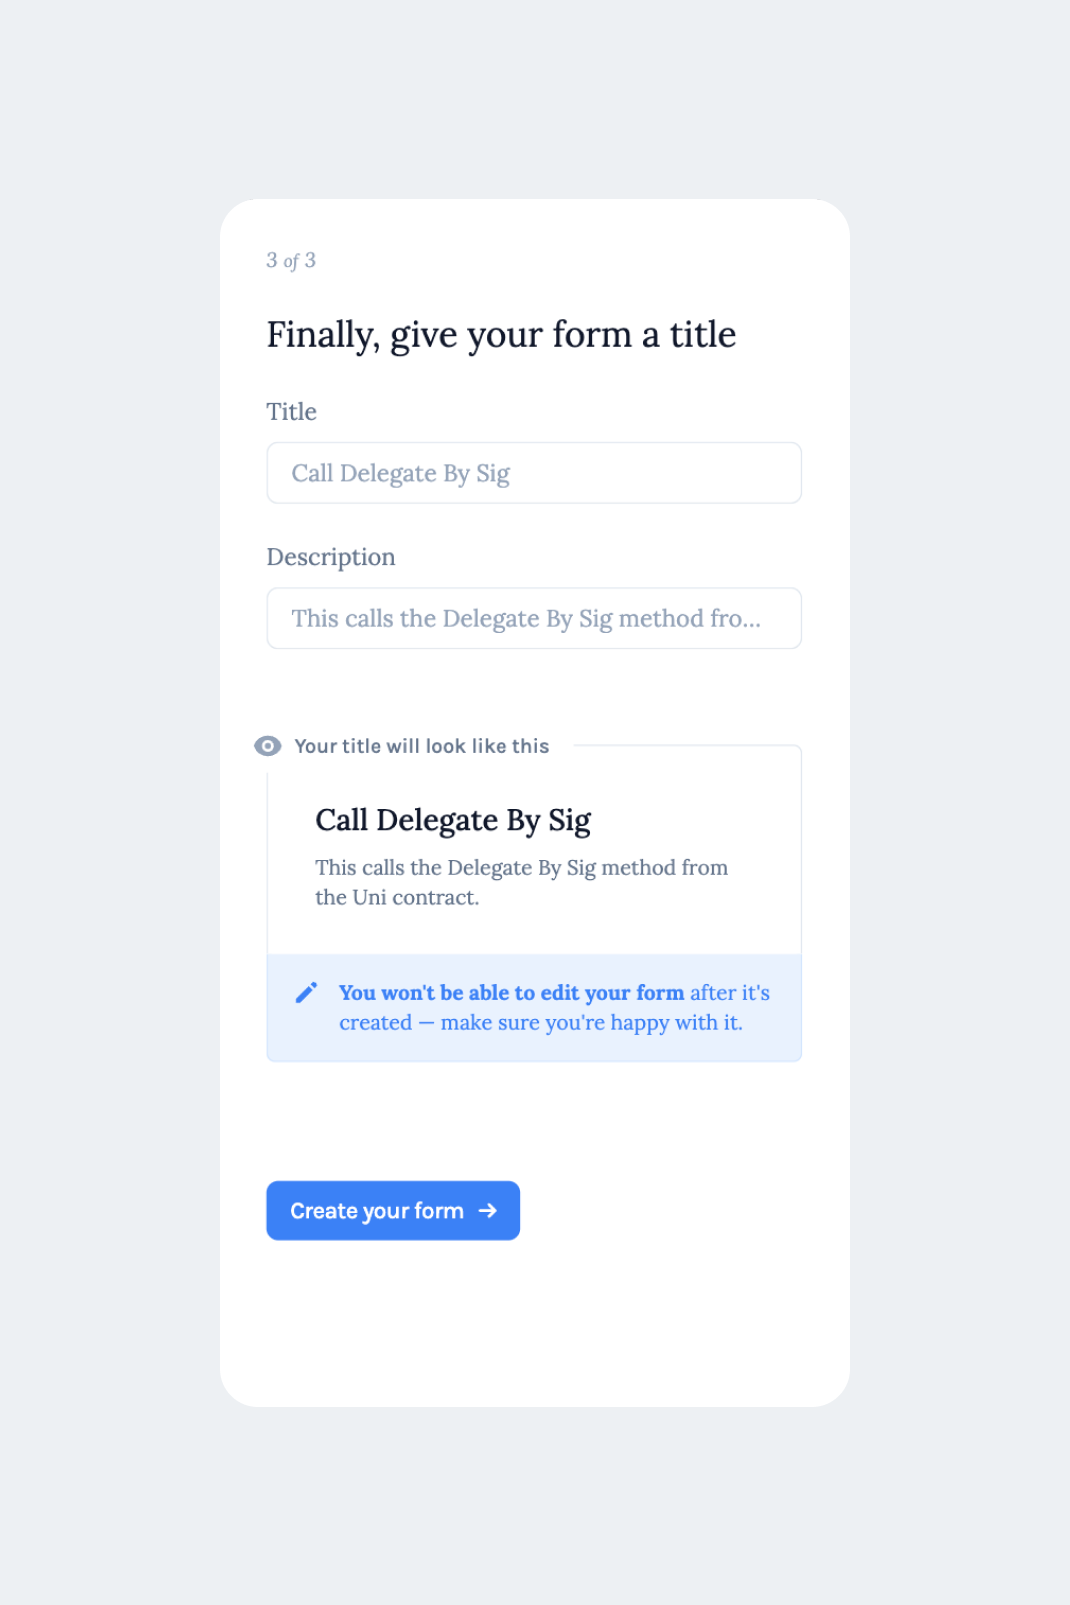 3 of 3
Finally, give your form a title
Title
Call Delegate By Sig
Description
This calls the Delegate By Sig method fro...
Your title will look like this
Call Delegate By Sig
This calls the Delegate By Sig method from
the Uni contract.
You won't be able to edit your form after it's
created — make sure you're happy with it.
Create your form →